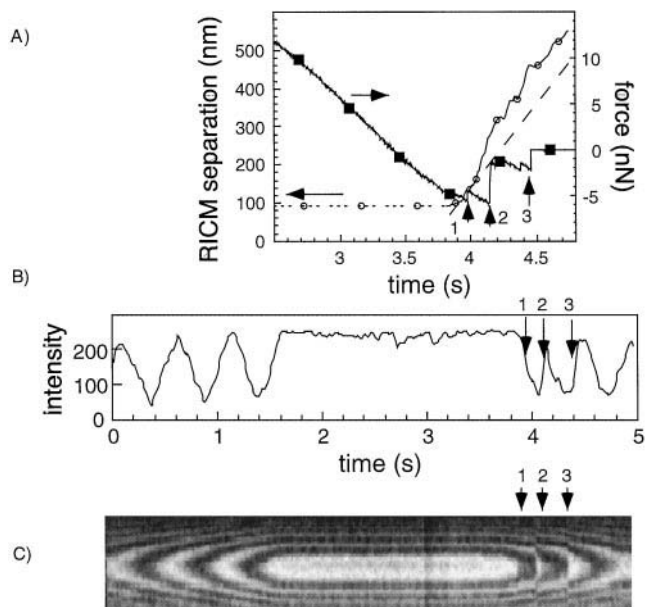 A)
RICM separation (nm)
500
400
300
200
100
0
10
5
0
-5
force (nN)
1
2
3
3
3.5
4
4.5
time (s)
B)
intensity
200
100
0
1 2 3
0 1 2 3 4 5
time (s)
1 2 3
C)